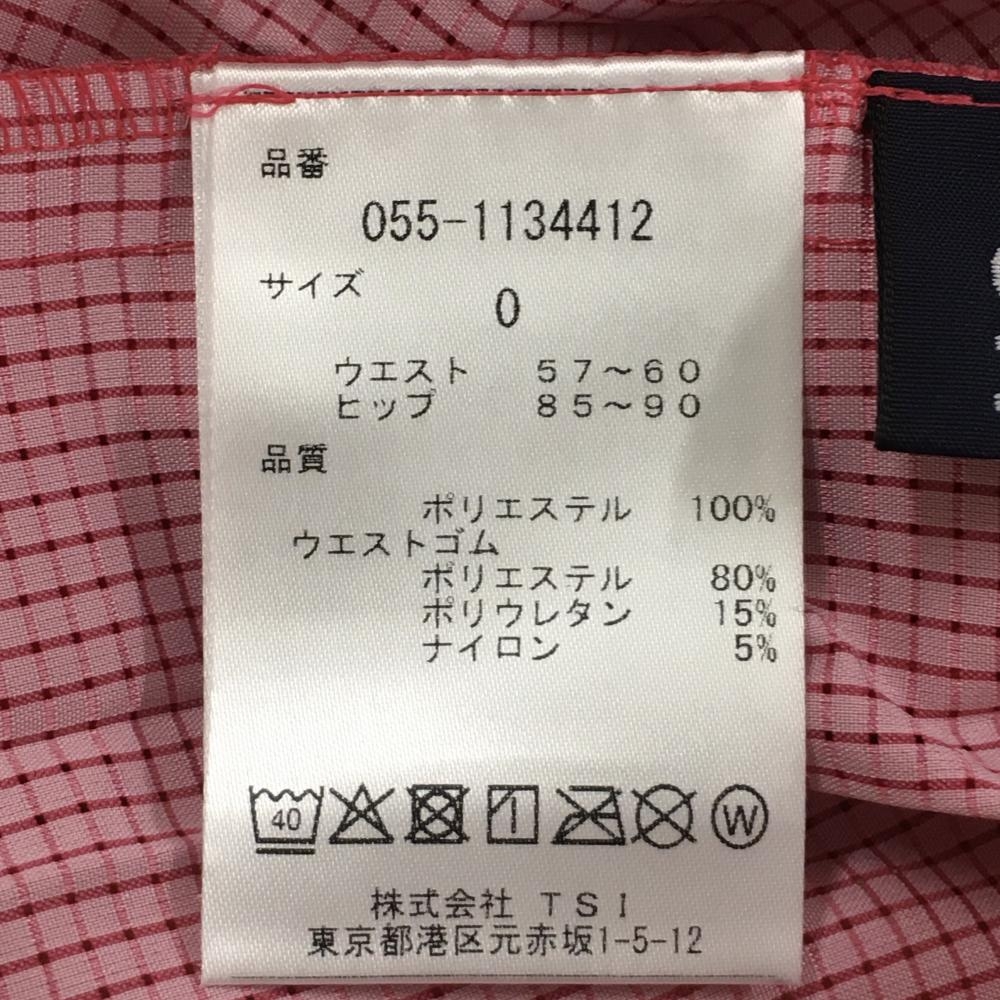 品番
055-1134412
サイズ
0
ウエスト 57～60
ヒップ 85～90
品質
ポリエステル 100%
ウエストゴム
ポリエステル 80%
ポリウレタン 15%
ナイロン 5%
40 W
株式会社 TSI
東京都港区元赤坂1-5-12